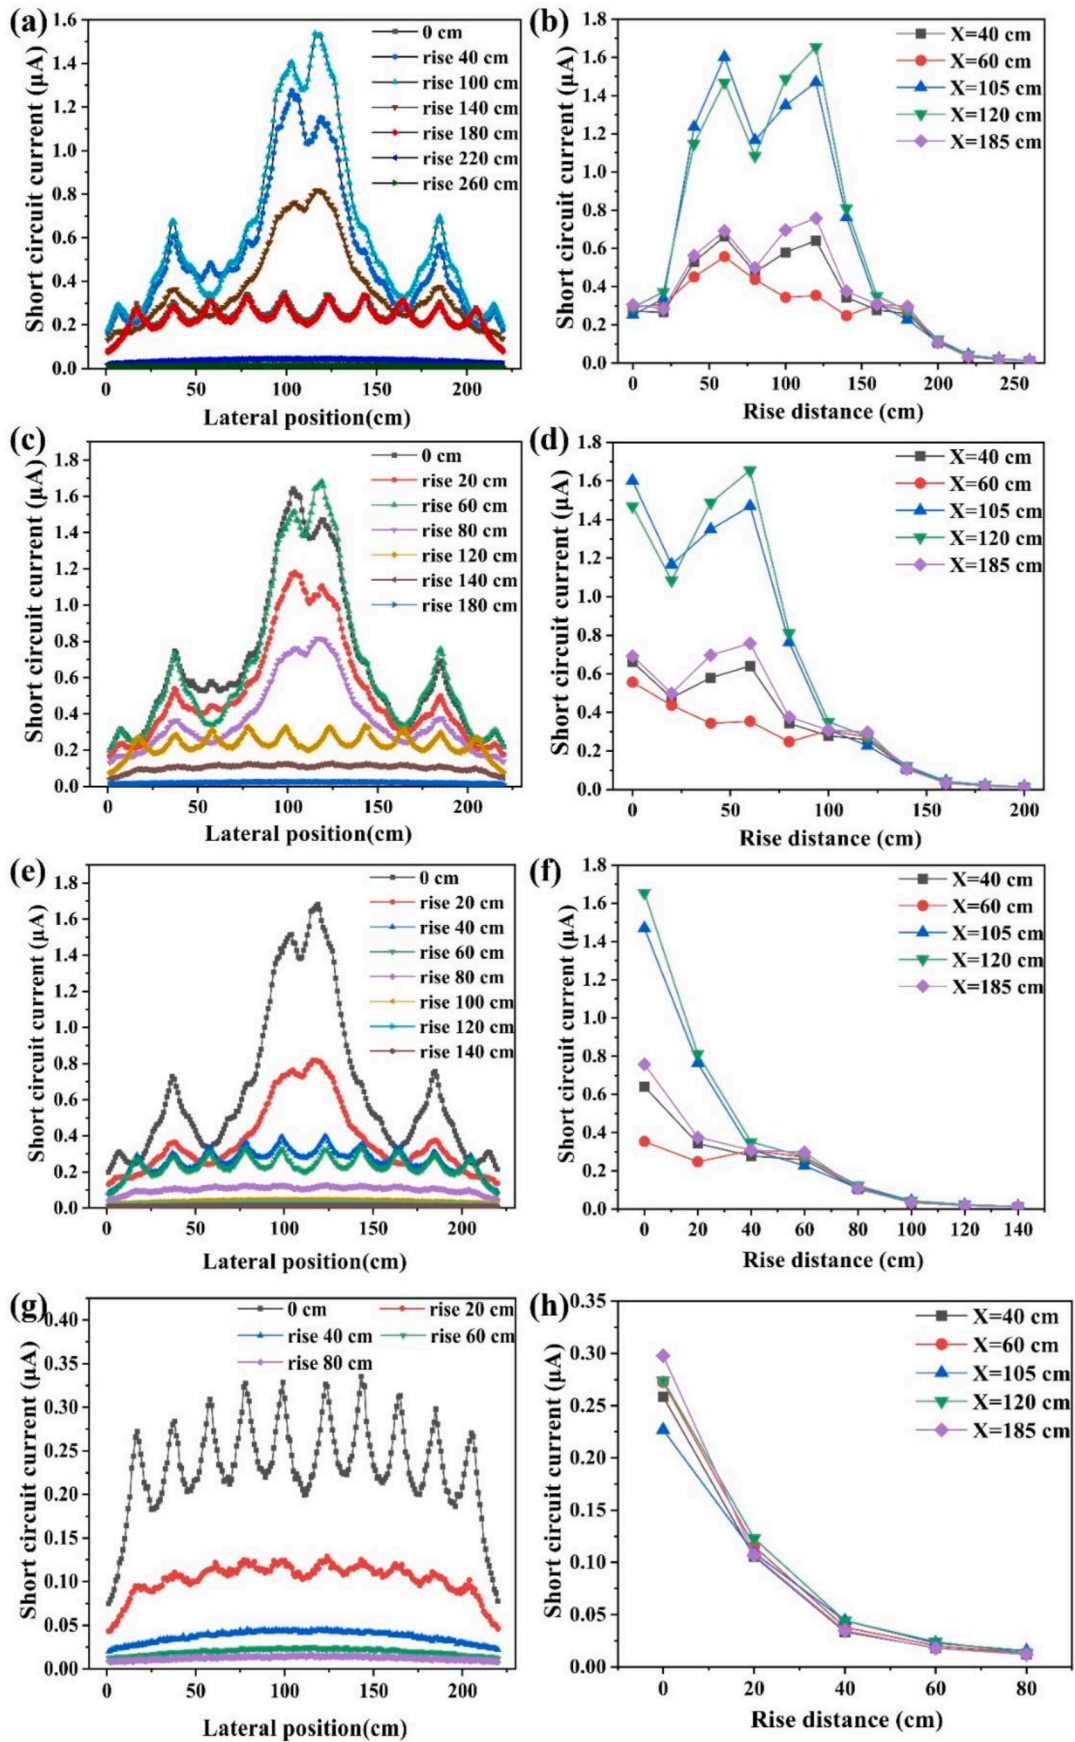 (a)
Short circuit current (μA)
1.6
1.4
1.2
1.0
0.8
0.6
0.4
0.2
0.0
0 cm
rise 40 cm
rise 100 cm
rise 140 cm
rise 180 cm
rise 220 cm
rise 260 cm
0 50 100 150 200
Lateral position(cm)
(b)
Short circuit current (μA)
1.8
1.6
1.4
1.2
1.0
0.8
0.6
0.4
0.2
0.0
X=40 cm
X=60 cm
X=105 cm
X=120 cm
X=185 cm
0 50 100 150 200 250
Rise distance (cm)
(c)
Short circuit current (μA)
1.8
1.6
1.4
1.2
1.0
0.8
0.6
0.4
0.2
0.0
0 cm
rise 20 cm
rise 60 cm
rise 80 cm
rise 120 cm
rise 140 cm
rise 180 cm
0 50 100 150 200
Lateral position(cm)
(d)
Short circuit current (μA)
1.8
1.6
1.4
1.2
1.0
0.8
0.6
0.4
0.2
0.0
X=40 cm
X=60 cm
X=105 cm
X=120 cm
X=185 cm
0 50 100 150 200
Rise distance (cm)
(e)
Short circuit current (μA)
1.8
1.6
1.4
1.2
1.0
0.8
0.6
0.4
0.2
0.0
0 cm
rise 20 cm
rise 40 cm
rise 60 cm
rise 80 cm
rise 100 cm
rise 120 cm
rise 140 cm
0 50 100 150 200
Lateral position(cm)
(f)
Short circuit current (μA)
1.8
1.6
1.4
1.2
1.0
0.8
0.6
0.4
0.2
0.0
X=40 cm
X=60 cm
X=105 cm
X=120 cm
X=185 cm
0 20 40 60 80 100 120 140
Rise distance (cm)
(g)
Short circuit current (μA)
0.40
0.35
0.30
0.25
0.20
0.15
0.10
0.05
0.00
0 cm rise 20 cm
rise 40 cm rise 60 cm
rise 80 cm
0 50 100 150 200
Lateral position(cm)
(h)
Short circuit current (μA)
0.35
0.30
0.25
0.20
0.15
0.10
0.05
0.00
X=40 cm
X=60 cm
X=105 cm
X=120 cm
X=185 cm
0 20 40 60 80
Rise distance (cm)